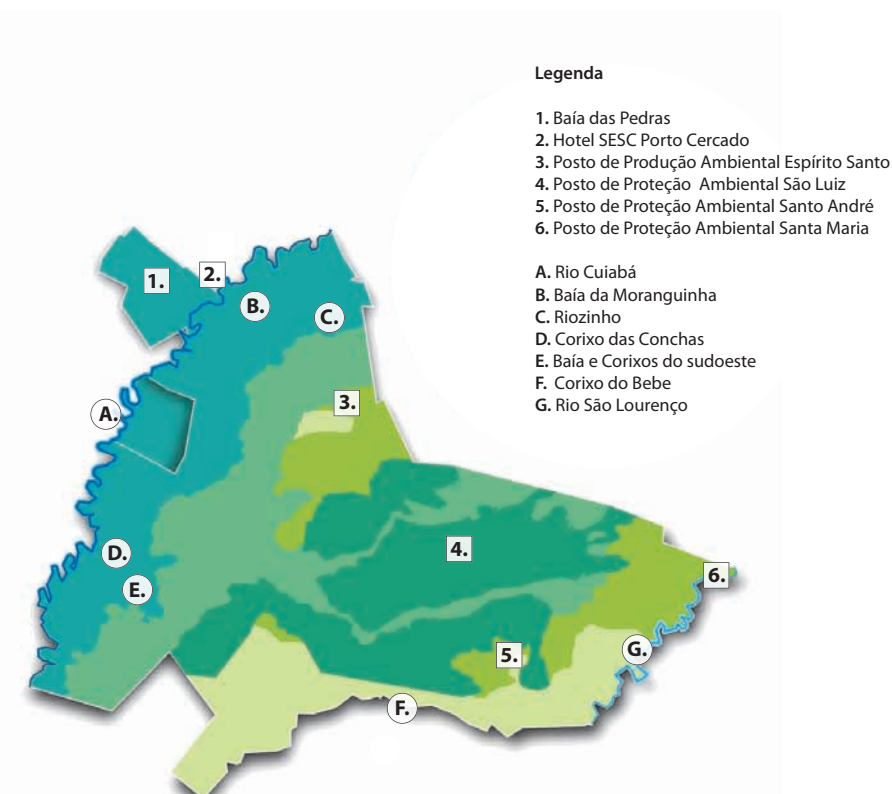 Legenda
1. Baía das Pedras
2. Hotel SESC Porto Cercado
3. Posto de Produção Ambiental Espírito Santo
4. Posto de Proteção Ambiental São Luiz
5. Posto de Proteção Ambiental Santo André
6. Posto de Proteção Ambiental Santa Maria
A. Rio Cuiabá
B. Baía da Moranguinha
C. Riozinho
D. Corixo das Conchas
E. Baía e Corixos do sudoeste
F. Corixo do Bebe
G. Rio São Lourenço
1.
2.
B.
C.
3.
A.
4.
D.
E.
6.
5.
G.
F.